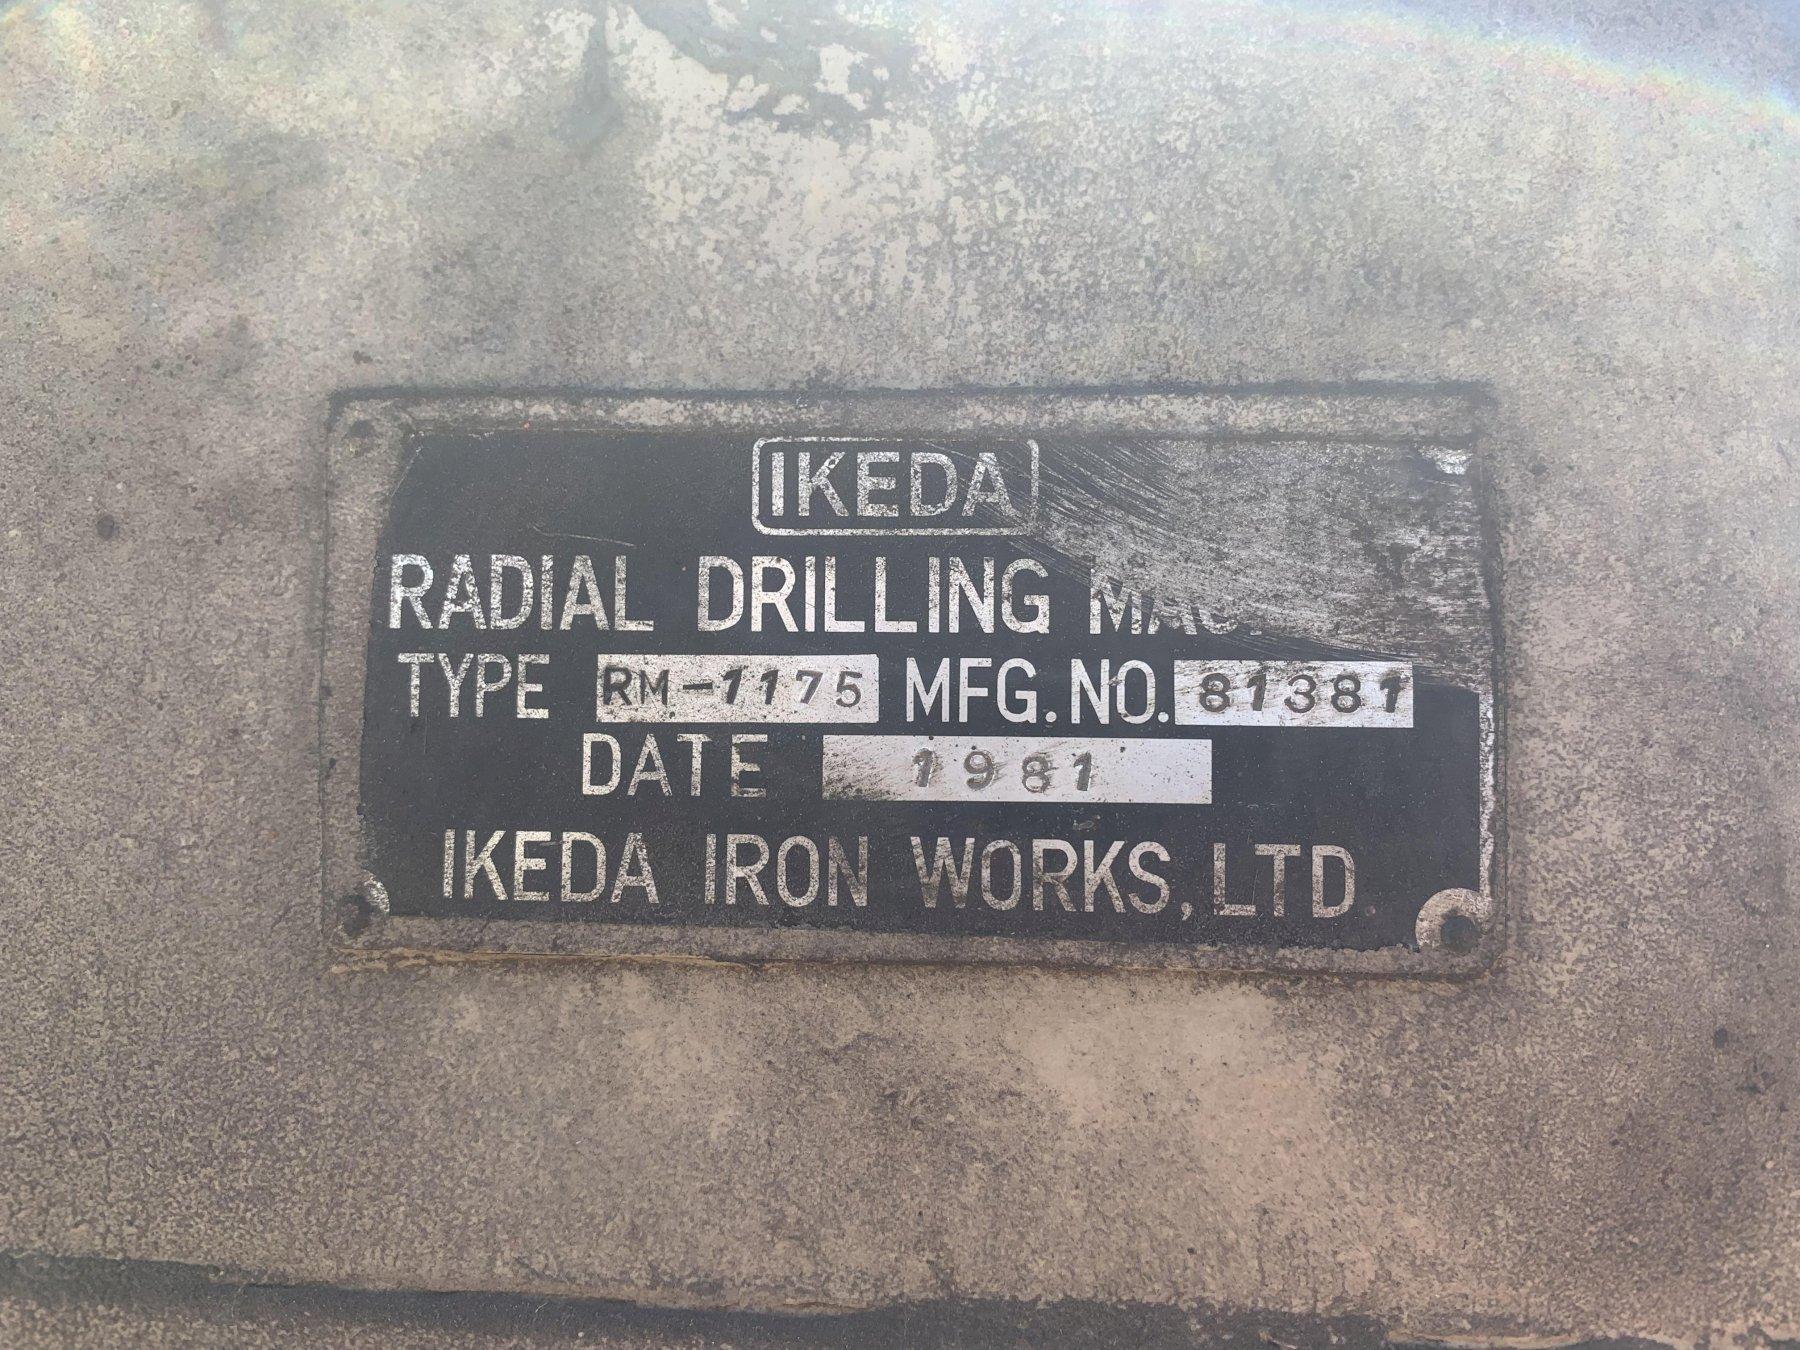 IKEDA
RADIAL DRILLING
TYPE RM-1175 MFG. NO. 81381
DATE 1981
IKEDA IRON WORKS, LTD